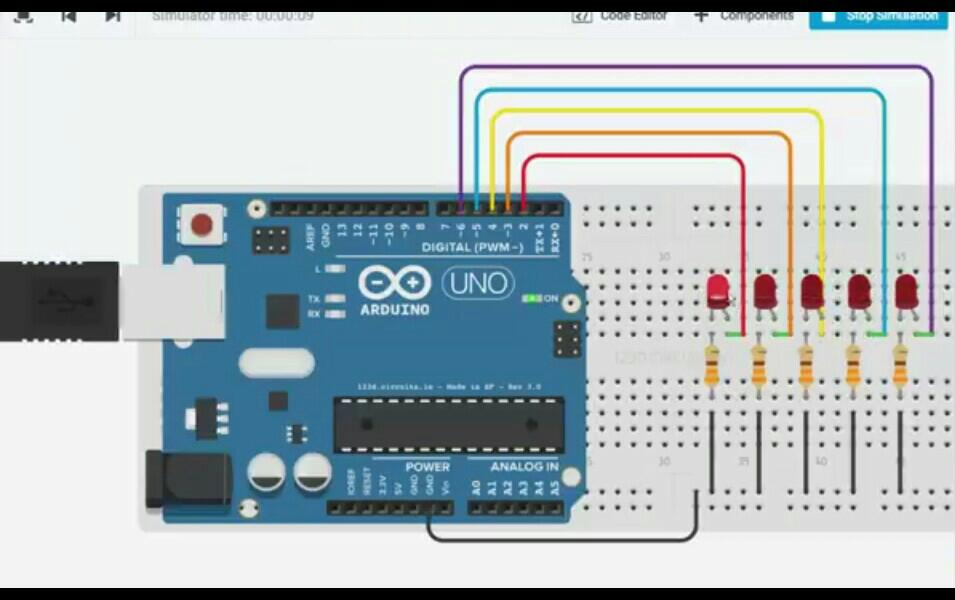 Simulator time: 00:00:09
Code Editor
+ Components
Stop Simulation
AREF
GND
13
12
~11
~10
~9
8
7
~6
~5
4
~3
2
TX→1
RX←0
DIGITAL (PWM~)
L
TX
RX
ARDUINO
UNO
ON
25
30
45
123d.circuits.io - Made in SF - Rev 3.0
POWER
ANALOG IN
IOREF
RESET
3.3V
5V
GND
GND
Vin
A0
A1
A2
A3
A4
A5
30
35
40